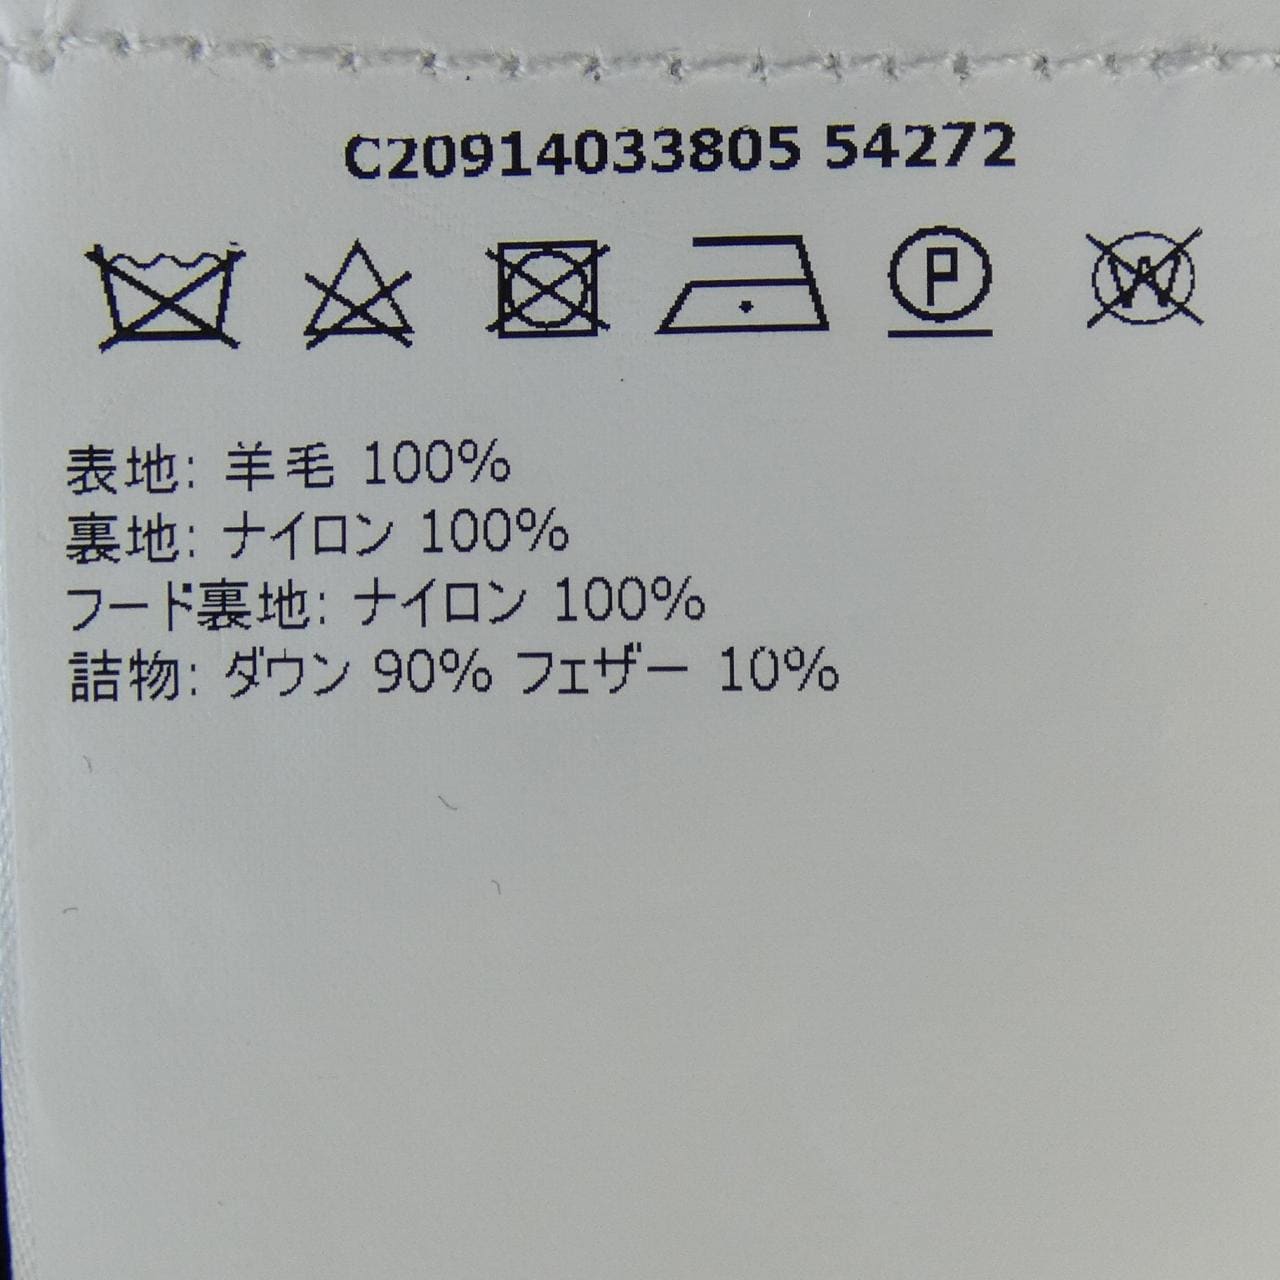 C20914033805 54272
P W
表地: 羊毛 100%
裏地: ナイロン 100%
フード裏地: ナイロン 100%
詰物: ダウン 90% フェザー 10%